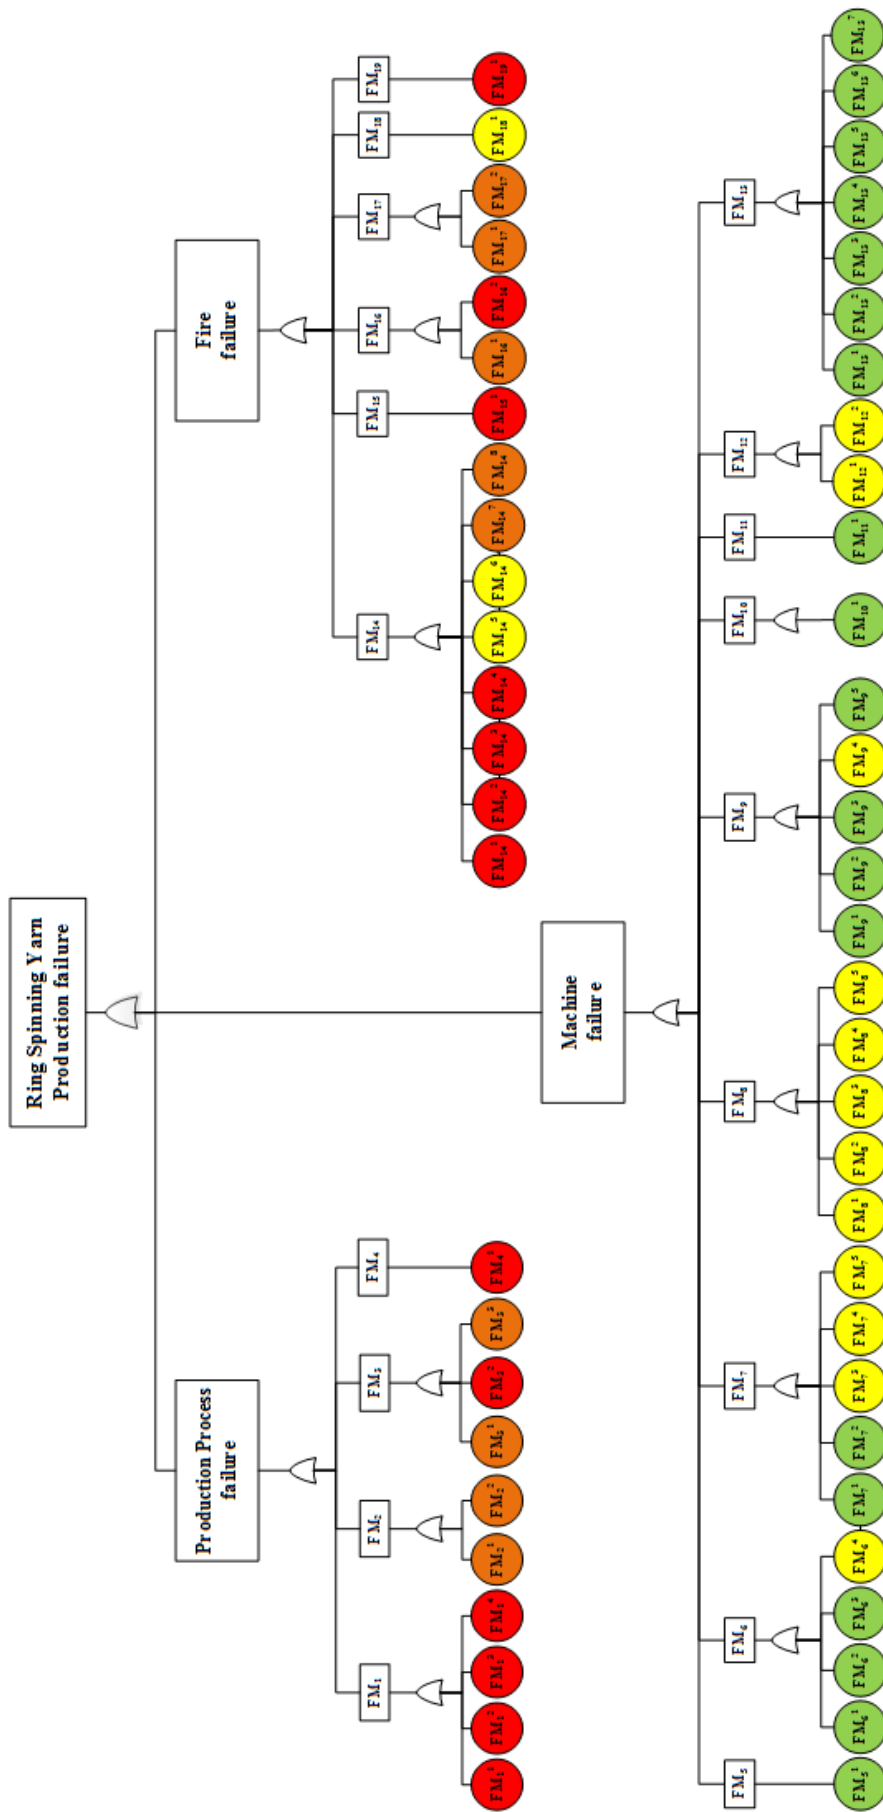 Ring Spinning Yarn
Production failure
Production Process
failure
Fire
failure
FM₁
FM₂
FM₃
FM₄
FM₁₄
FM₁₅
FM₁₆
FM₁₇
FM₁₈
FM₁₉
FM₁¹
FM₁²
FM₁³
FM₁⁴
FM₂¹
FM₂²
FM₃¹
FM₃²
FM₃³
FM₄¹
FM₁₄¹
FM₁₄²
FM₁₄³
FM₁₄⁴
FM₁₄⁵
FM₁₄⁶
FM₁₄⁷
FM₁₄⁸
FM₁₅¹
FM₁₆¹
FM₁₆²
FM₁₇¹
FM₁₇²
FM₁₈¹
FM₁₉¹
Machine
failure
FM₅
FM₆
FM₇
FM₈
FM₉
FM₁₀
FM₁₁
FM₁₂
FM₁₃
FM₅¹
FM₆¹
FM₆²
FM₆³
FM₆⁴
FM₇¹
FM₇²
FM₇³
FM₇⁴
FM₇⁵
FM₈¹
FM₈²
FM₈³
FM₈⁴
FM₈⁵
FM₉¹
FM₉²
FM₉³
FM₉⁴
FM₉⁵
FM₁₀¹
FM₁₁¹
FM₁₂¹
FM₁₂²
FM₁₃¹
FM₁₃²
FM₁₃³
FM₁₃⁴
FM₁₃⁵
FM₁₃⁶
FM₁₃⁷